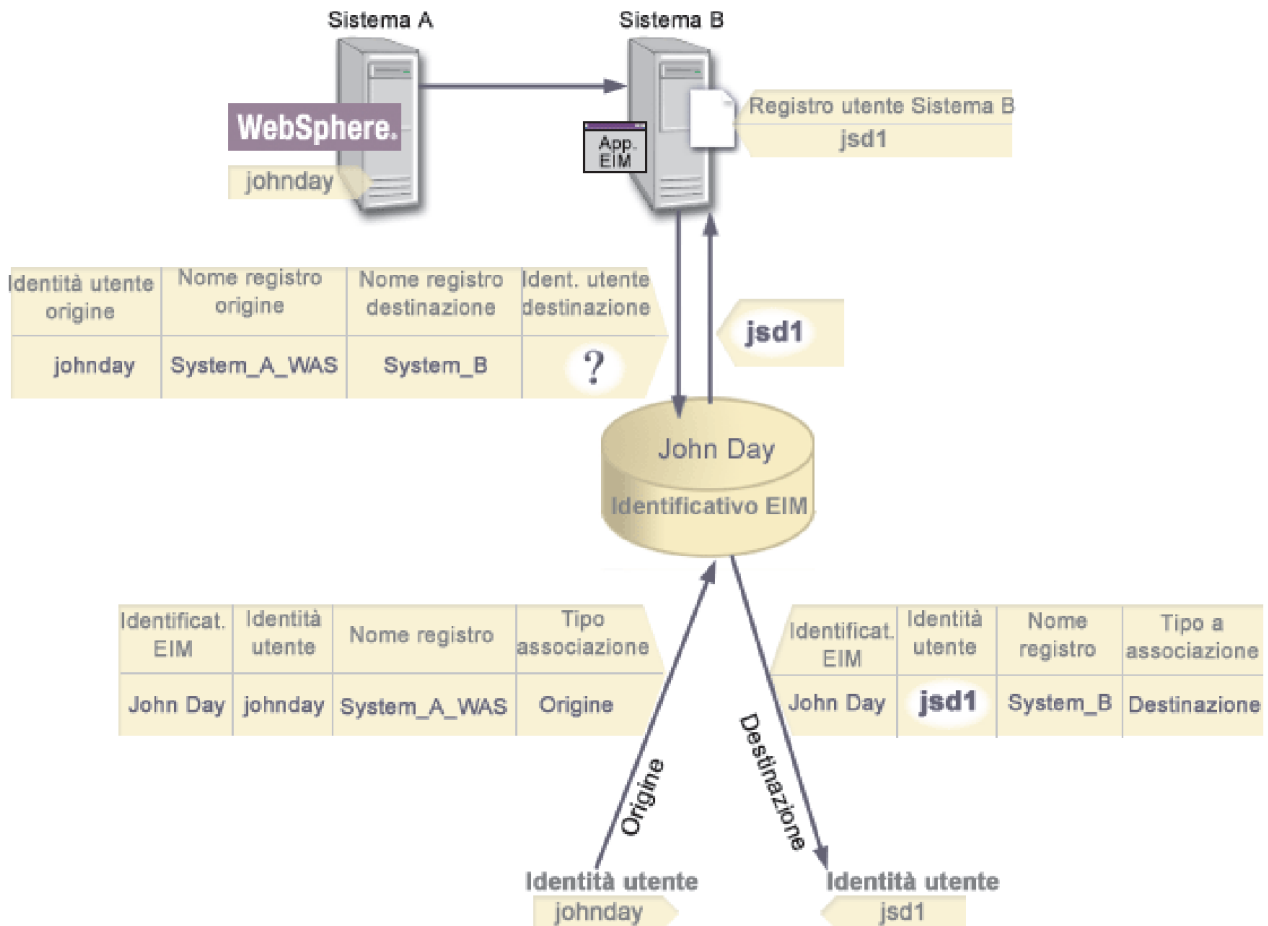 Sistema A
Sistema B
WebSphere.
johnday
App.
EIM
Registro utente Sistema B
jsd1
Identità utente
origine
Nome registro
origine
Nome registro
destinazione
Ident. utente
destinazione
johnday
System_A_WAS
System_B
?
jsd1
John Day
Identificativo EIM
Identificat.
EIM
Identità
utente
Nome registro
Tipo
associazione
John Day
johnday
System_A_WAS
Origine
Identificat.
EIM
Identità
utente
Nome
registro
Tipo a
associazione
John Day
jsd1
System_B
Destinazione
Origine
Destinazione
Identità utente
johnday
Identità utente
jsd1